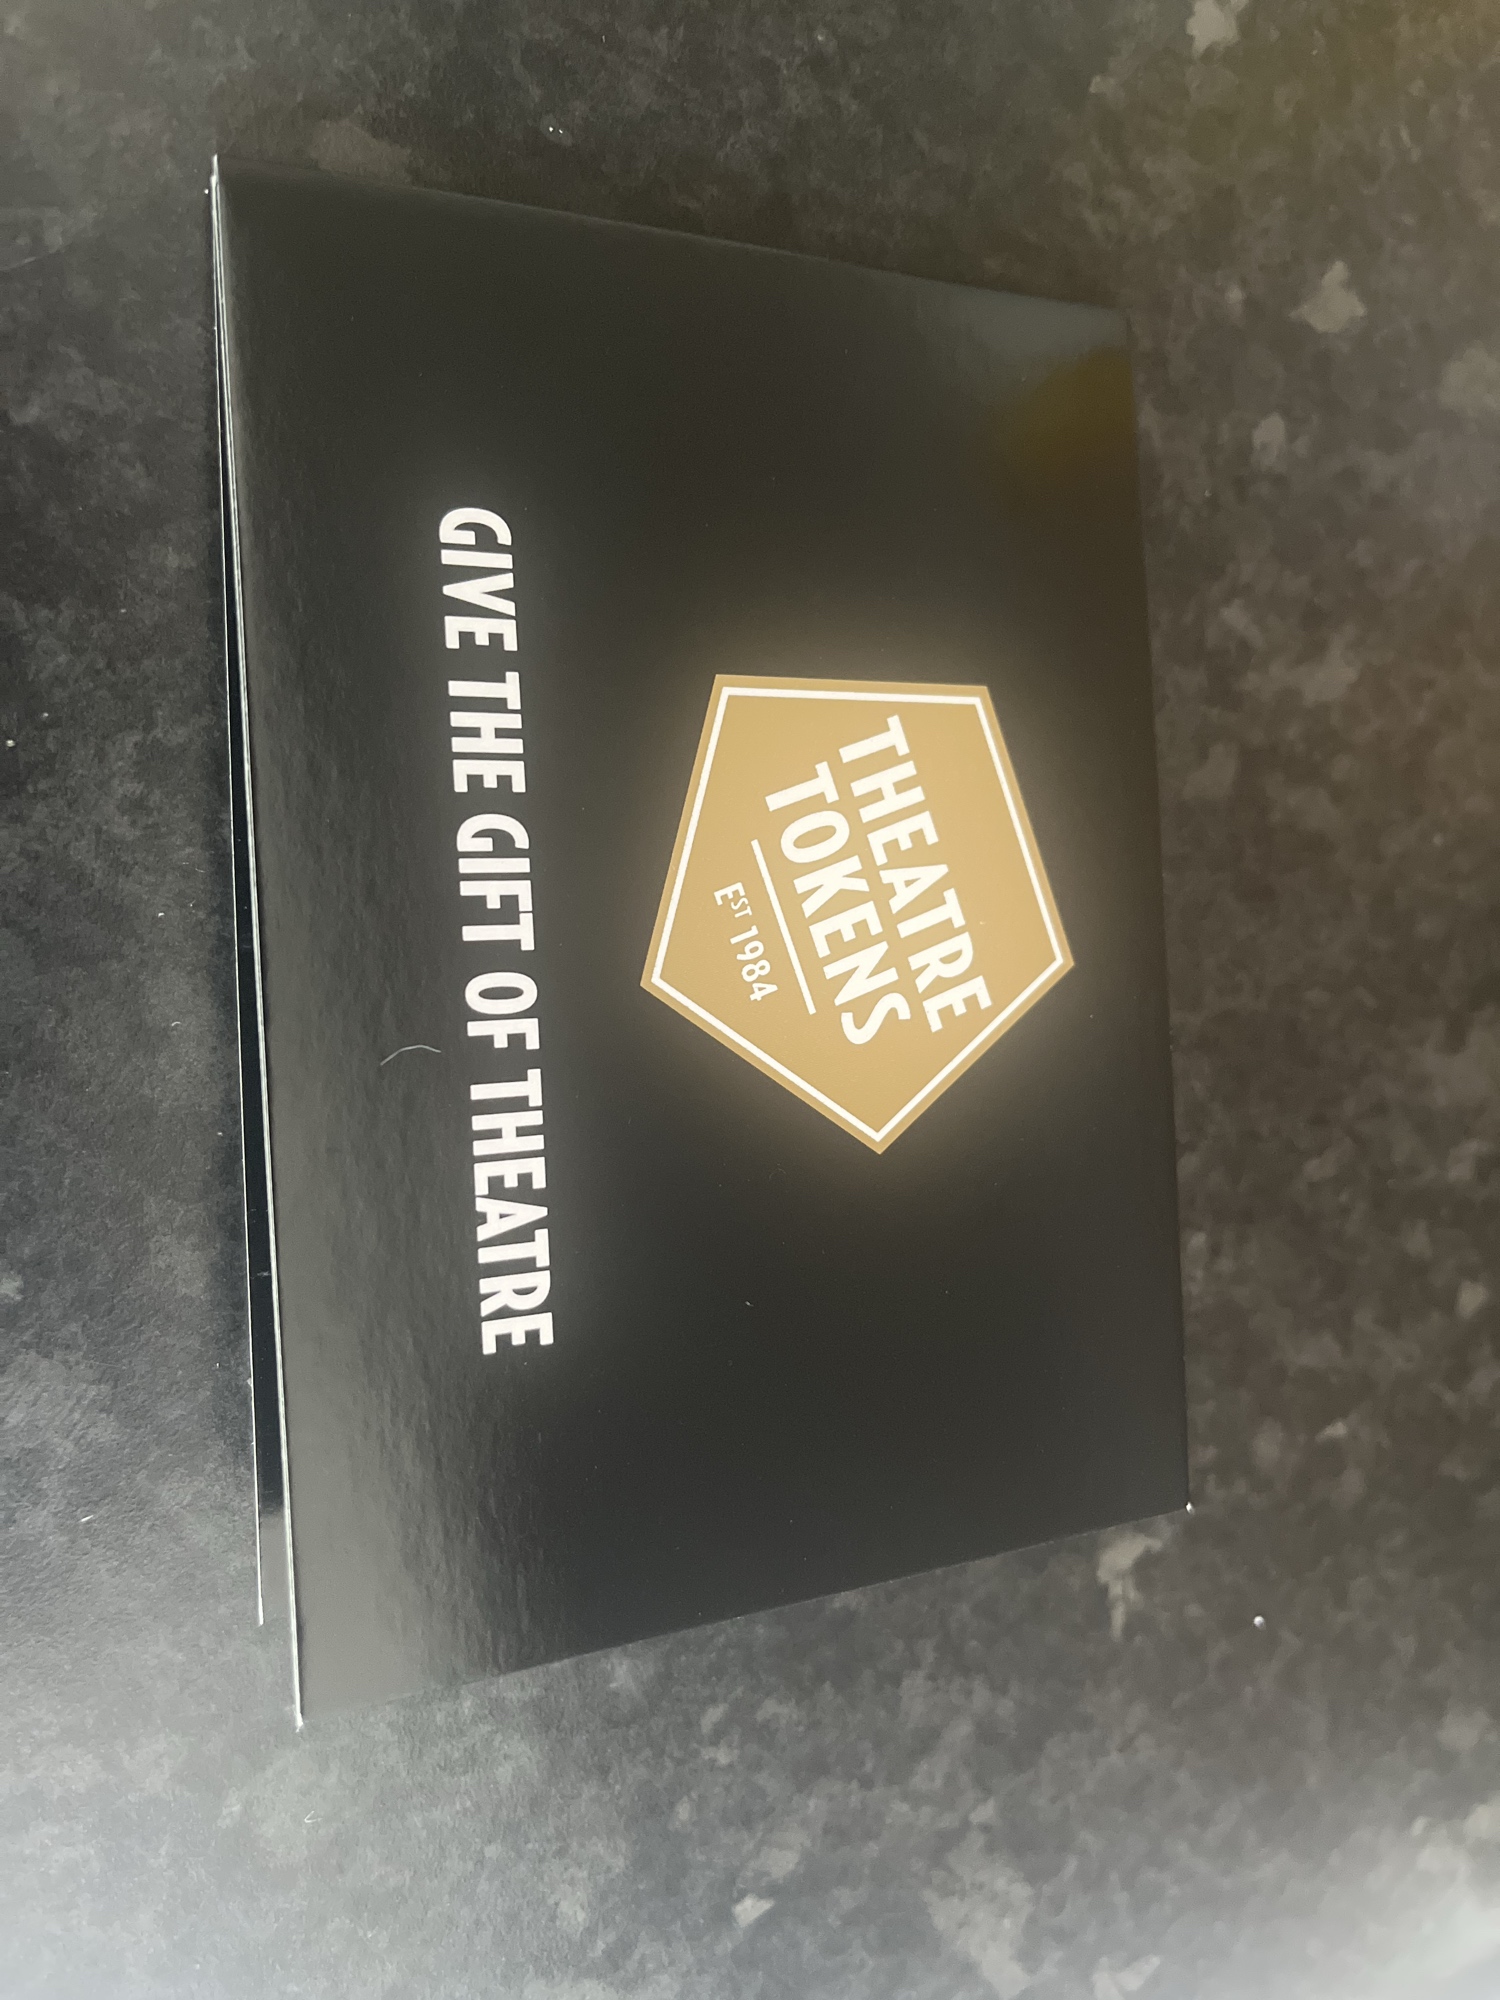 THEATRE
TOKENS
EST 1984
GIVE THE GIFT OF THEATRE